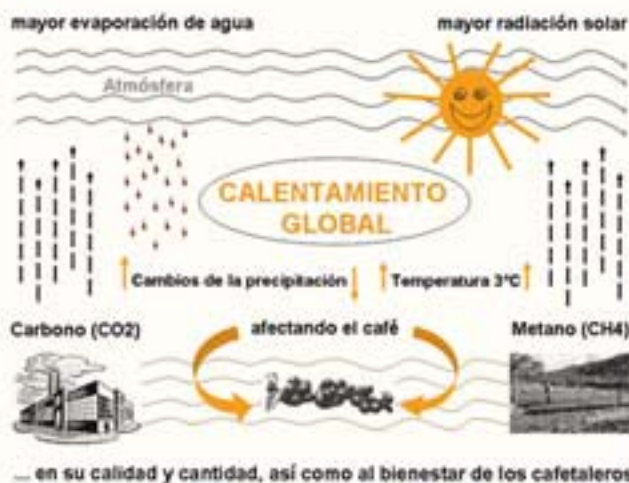 mayor evaporación de agua
mayor radiación solar
Atmósfera
CALENTAMIENTO
GLOBAL
Cambios de la precipitación
Temperatura 3ºC
Carbono (CO2)
afectando el café
Metano (CH4)
... en su calidad y cantidad, así como al bienestar de los cafetaleros